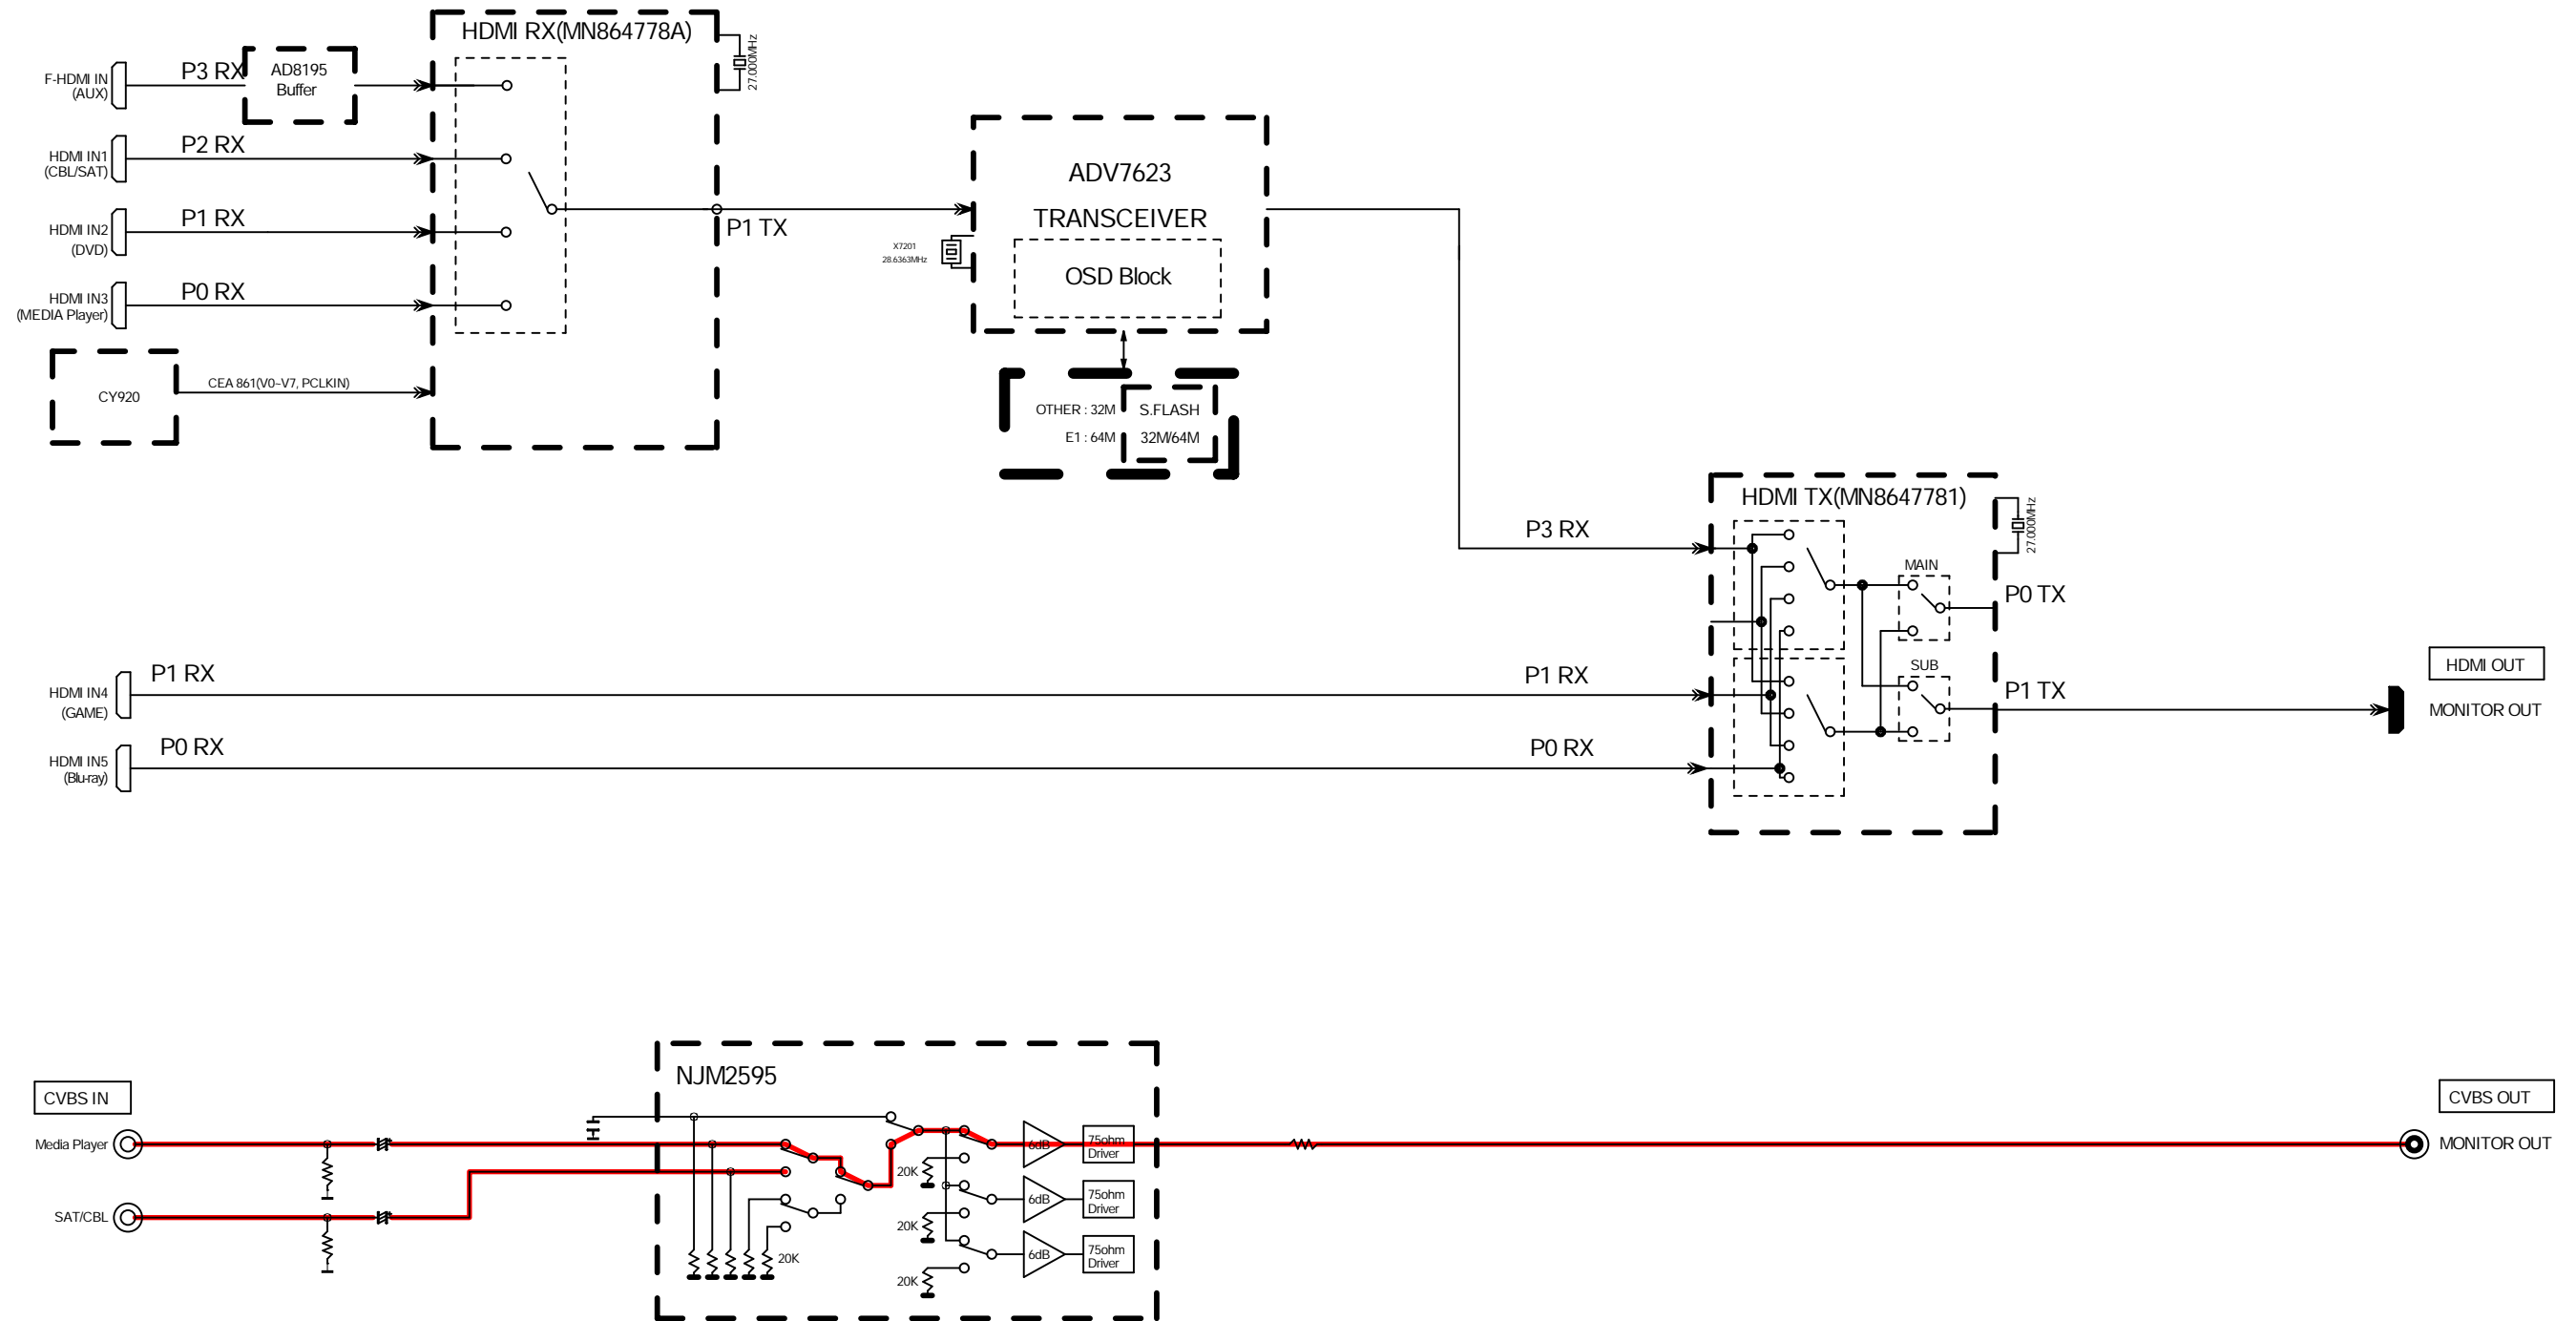 HDMI RX(MN864778A)
27.000MHz
F-HDMI IN
(AUX)
P3 RX
AD8195
Buffer
HDMI IN1
(CBL/SAT)
P2 RX
HDMI IN2
(DVD)
P1 RX
HDMI IN3
(MEDIA Player)
P0 RX
P1 TX
CY920
CEA 861(V0~V7, PCLKIN)
ADV7623
TRANSCEIVER
OSD Block
X7201
28.6363MHz
OTHER : 32M
E1 : 64M
S.FLASH
32M/64M
HDMI TX(MN8647781)
27.000MHz
P3 RX
MAIN
P0 TX
SUB
P1 TX
HDMI OUT
MONITOR OUT
HDMI IN4
(GAME)
P1 RX
P1 RX
HDMI IN5
(Blu-ray)
P0 RX
P0 RX
NJM2595
CVBS IN
Media Player
SAT/CBL
20K
20K
20K
20K
6dB
75ohm
Driver
6dB
75ohm
Driver
6dB
75ohm
Driver
CVBS OUT
MONITOR OUT